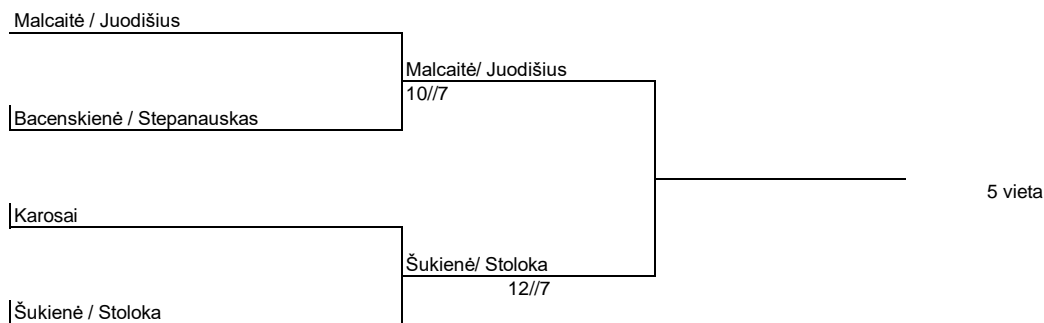 Malcaitė / Juodišius
Malcaitė/ Juodišius
10//7
Bacenskienė / Stepanauskas
5 vieta
Karosai
Šukienė/ Stoloka
12//7
Šukienė / Stoloka